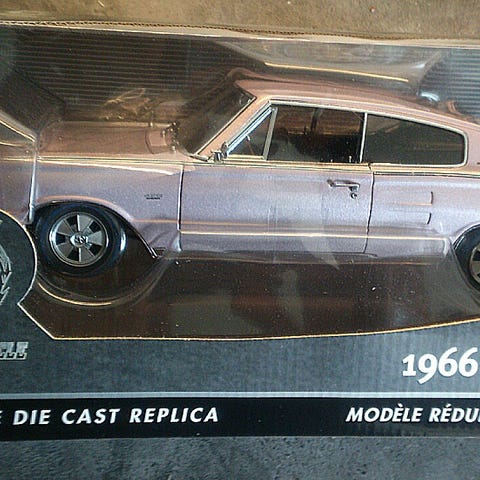 1966
DIE CAST REPLICA
MODÈLE RÉDU